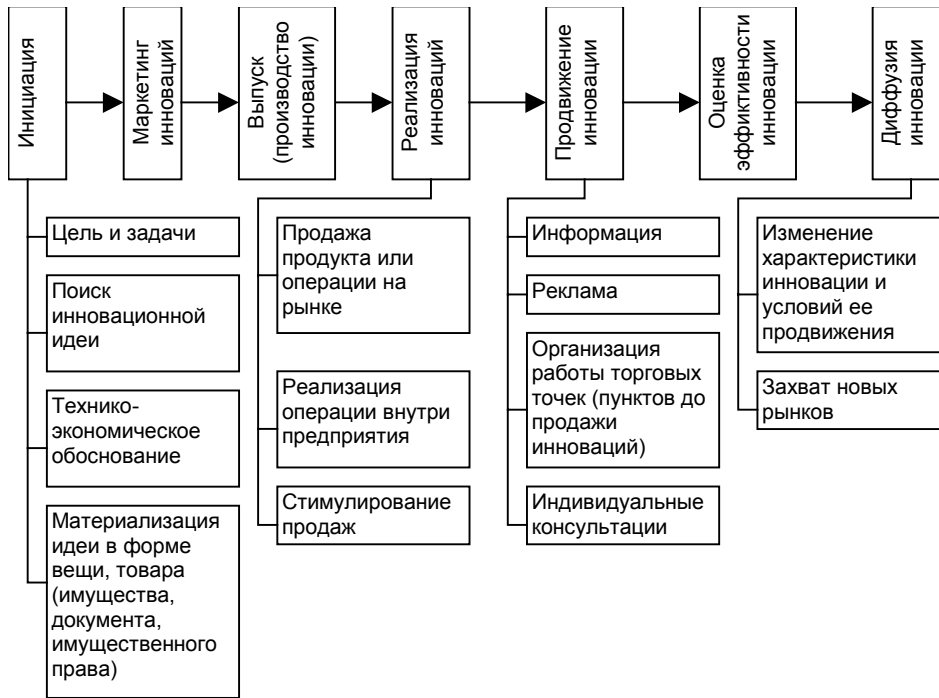 Инициация
Маркетинг
инноваций
Выпуск
(производство
инновации)
Реализация
инноваций
Продвижение
инновации
Оценка
эффиктивности
инновации
Диффузия
инновации
Цель и задачи
Поиск
инновационной
идеи
Технико-
экономическое
обоснование
Материализация
идеи в форме
вещи, товара
(имущества,
документа,
имущественного
права)
Продажа
продукта или
операции на
рынке
Реализация
операции внутри
предприятия
Стимулирование
продаж
Информация
Реклама
Организация
работы торговых
точек (пунктов до
продажи
инноваций)
Индивидуальные
консультации
Изменение
характеристики
инновации и
условий ее
продвижения
Захват новых
рынков